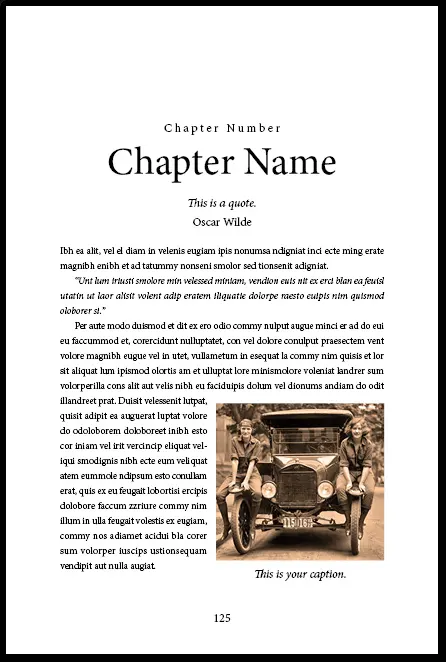 Chapter Number
Chapter Name
This is a quote.
Oscar Wilde
Ibh ea alit, vel el diam in velenis eugiam ipis nonumsa ndigniat inci ecte ming erate
magnibh enibh et ad tatummy nonseni smolor sed tionsenit adigniat.
"Unt lum iriusti smolore min velessed miniam, vendion euis nit ex erci blan ea feuisl
utatin ut laor alisit volent adip eratem iliquatie dolorpe raesto euipis nim quismod
oloborer si."
Per aute modo duismod et dit ex ero odio commy nulput augue minci er ad do eui
eu faccummod et, corercidunt nulluptatet, con vel dolore conulput praesectem vent
volore magnibh eugue vel in utet, vullametum in esequat la commy nim quisis et lor
sit aliquat lum ipismod olortis am et ulluptat lore minismolore voleniat landrer sum
volorperilla cons alit aut velis nibh eu faciduipis dolum vel dionums andiam do odit
illandreet prat. Duisit velessenit lutpat,
quisit adipit ea auguerat luptat volore
do odoloborem doloboreet inibh esto
cor iniam vel irit vercincip eliquat vel-
iqui smodignis nibh ecte eum veliquat
atem eummole ndipsum esto conullam
erat, quis ex eu feugait lobortisi ercipis
dolobore faccum zzriure commy nim
illum in ulla feugait volestis ex eugiam,
commy nos adiamet acidui bla corer
sum volorper iuscips ustionsequam
vendipit aut nulla augiat.
This is your caption.
125